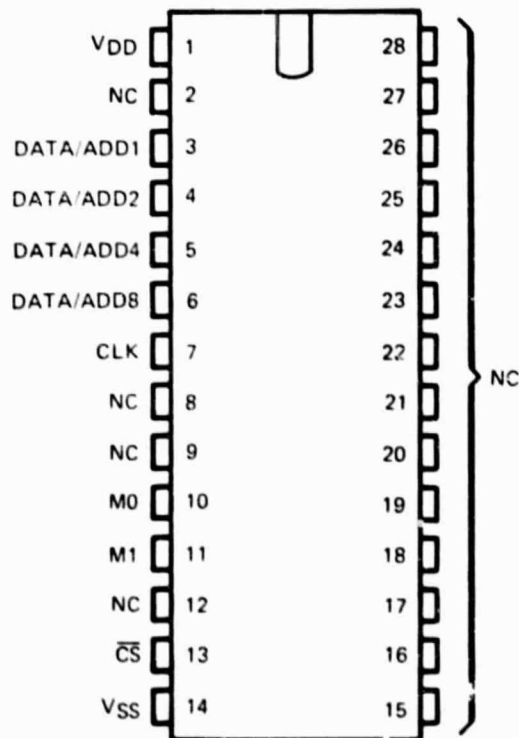 VDD 1 28
NC 2 27
DATA/ADD1 3 26
DATA/ADD2 4 25
DATA/ADD4 5 24
DATA/ADD8 6 23
CLK 7 22
NC 8 21
NC 9 20
M0 10 19
M1 11 18
NC 12 17
C̅S̅ 13 16
VSS 14 15
NC